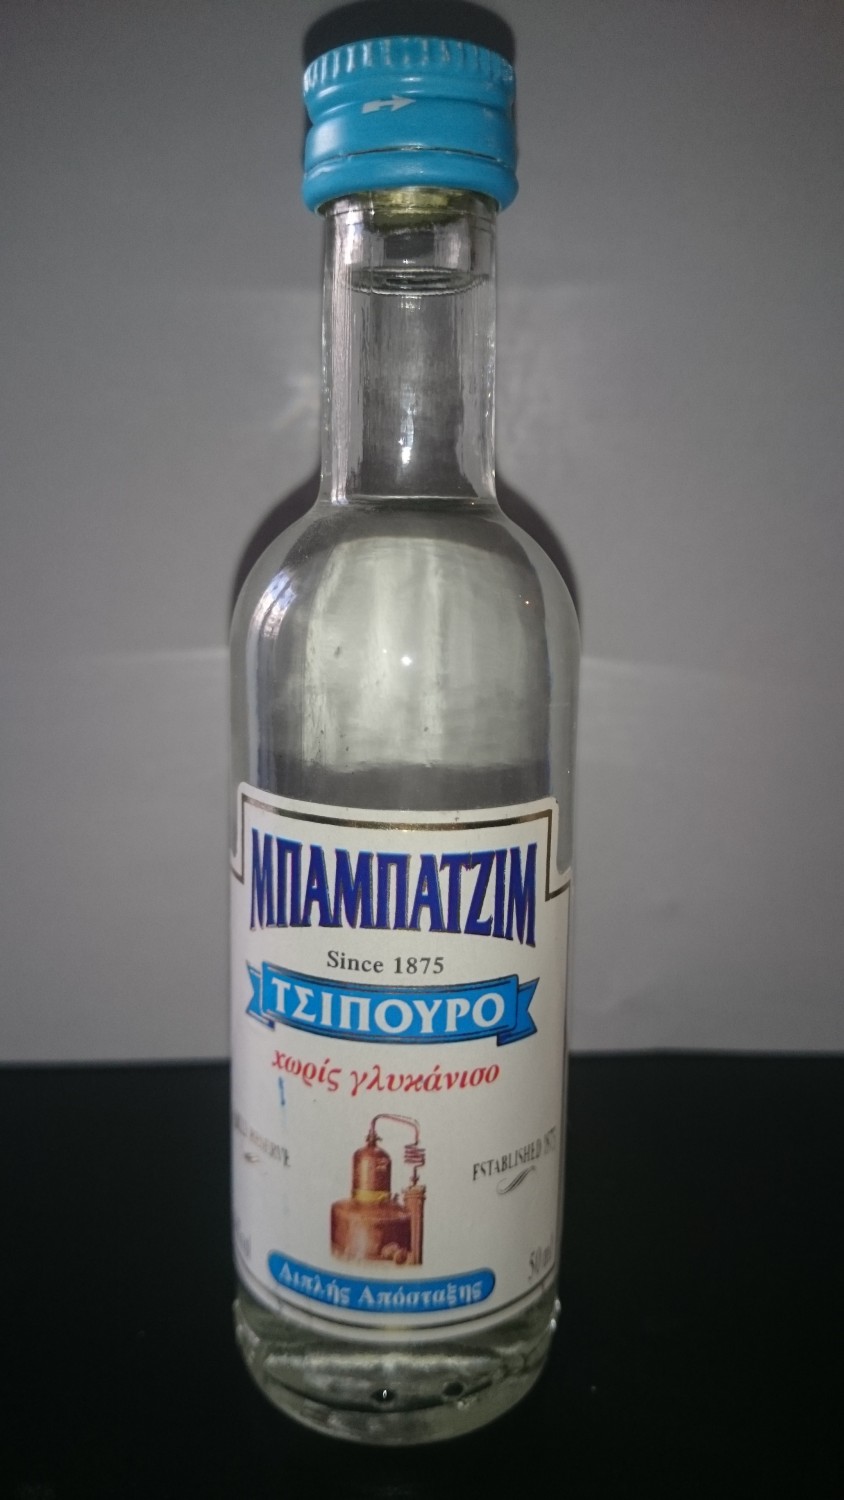 ΜΠΑΜΠΑΤΖΙΜ
Since 1875
ΤΣΙΠΟΥΡΟ
χωρίς γλυκάνισο
ESTABLISHED 1875
50 ml
Διπλής Απόσταξης